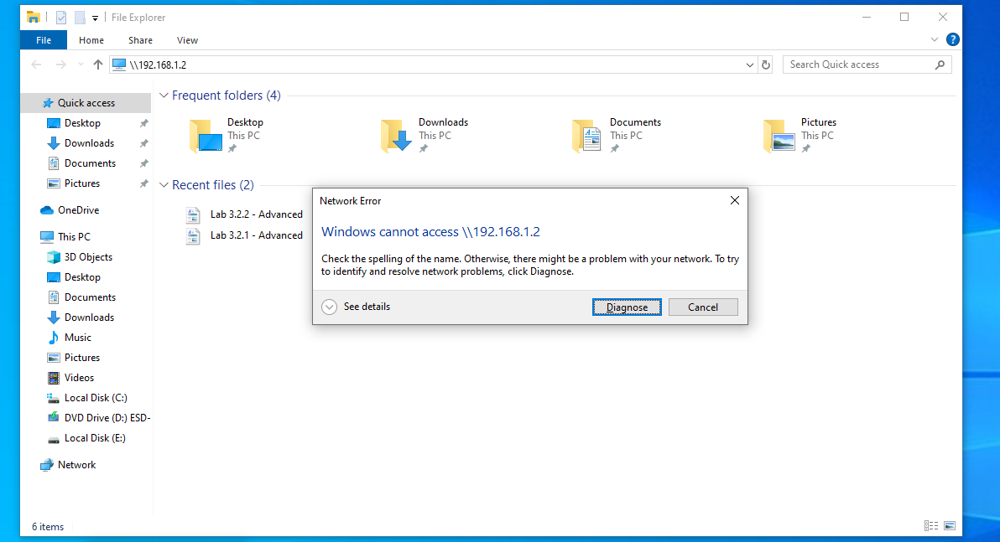 File Explorer
File Home Share View
?
\\192.168.1.2
Search Quick access
Quick access
Desktop
Downloads
Documents
Pictures
OneDrive
This PC
3D Objects
Desktop
Documents
Downloads
Music
Pictures
Videos
Local Disk (C:)
DVD Drive (D:) ESD-
Local Disk (E:)
Network
Frequent folders (4)
Desktop
This PC
Downloads
This PC
Documents
This PC
Pictures
This PC
Recent files (2)
Lab 3.2.2 - Advanced
Lab 3.2.1 - Advanced
Network Error
Windows cannot access \\192.168.1.2
Check the spelling of the name. Otherwise, there might be a problem with your network. To try
to identify and resolve network problems, click Diagnose.
See details
Diagnose
Cancel
6 items